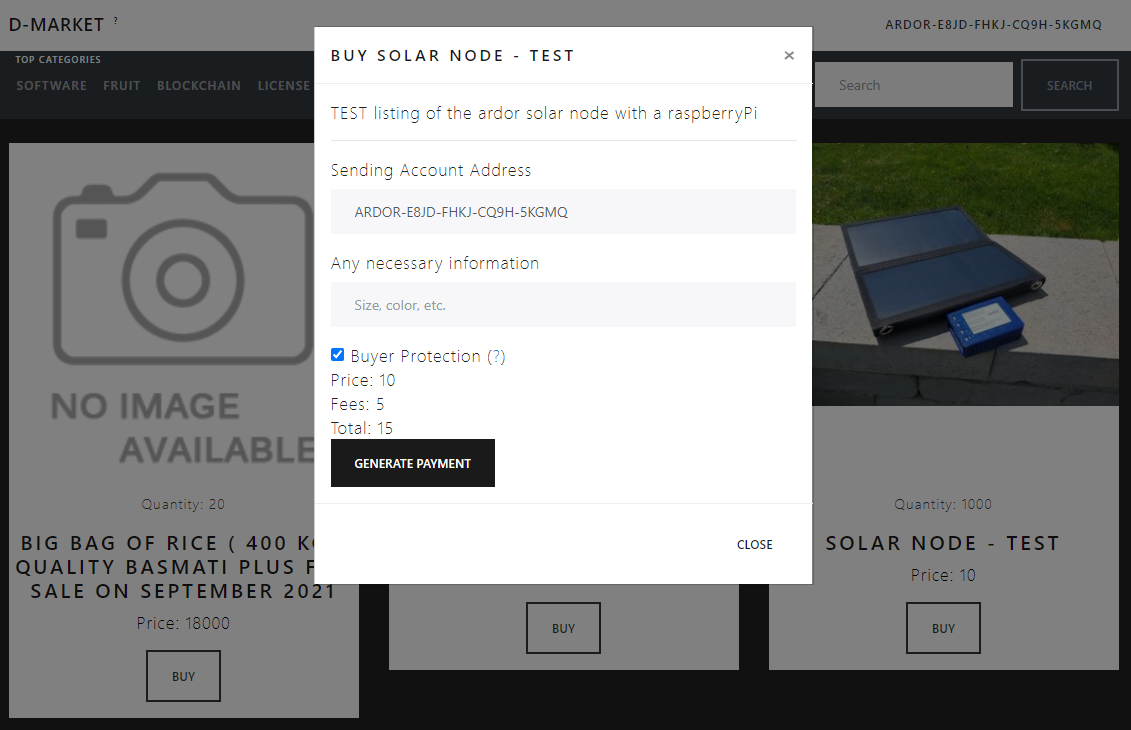 D-MARKET ?
ARDOR-E8JD-FHKJ-CQ9H-5KGMQ
TOP CATEGORIES
SOFTWARE FRUIT BLOCKCHAIN LICENSE
Search
SEARCH
BUY SOLAR NODE - TEST ×
TEST listing of the ardor solar node with a raspberryPi
Sending Account Address
ARDOR-E8JD-FHKJ-CQ9H-5KGMQ
Any necessary information
Size, color, etc.
Buyer Protection (?)
Price: 10
Fees: 5
Total: 15
GENERATE PAYMENT
CLOSE
NO IMAGE
AVAILABLE
Quantity: 20
BIG BAG OF RICE ( 400 K
QUALITY BASMATI PLUS F
SALE ON SEPTEMBER 2021
Price: 18000
BUY
BUY
Quantity: 1000
SOLAR NODE - TEST
Price: 10
BUY